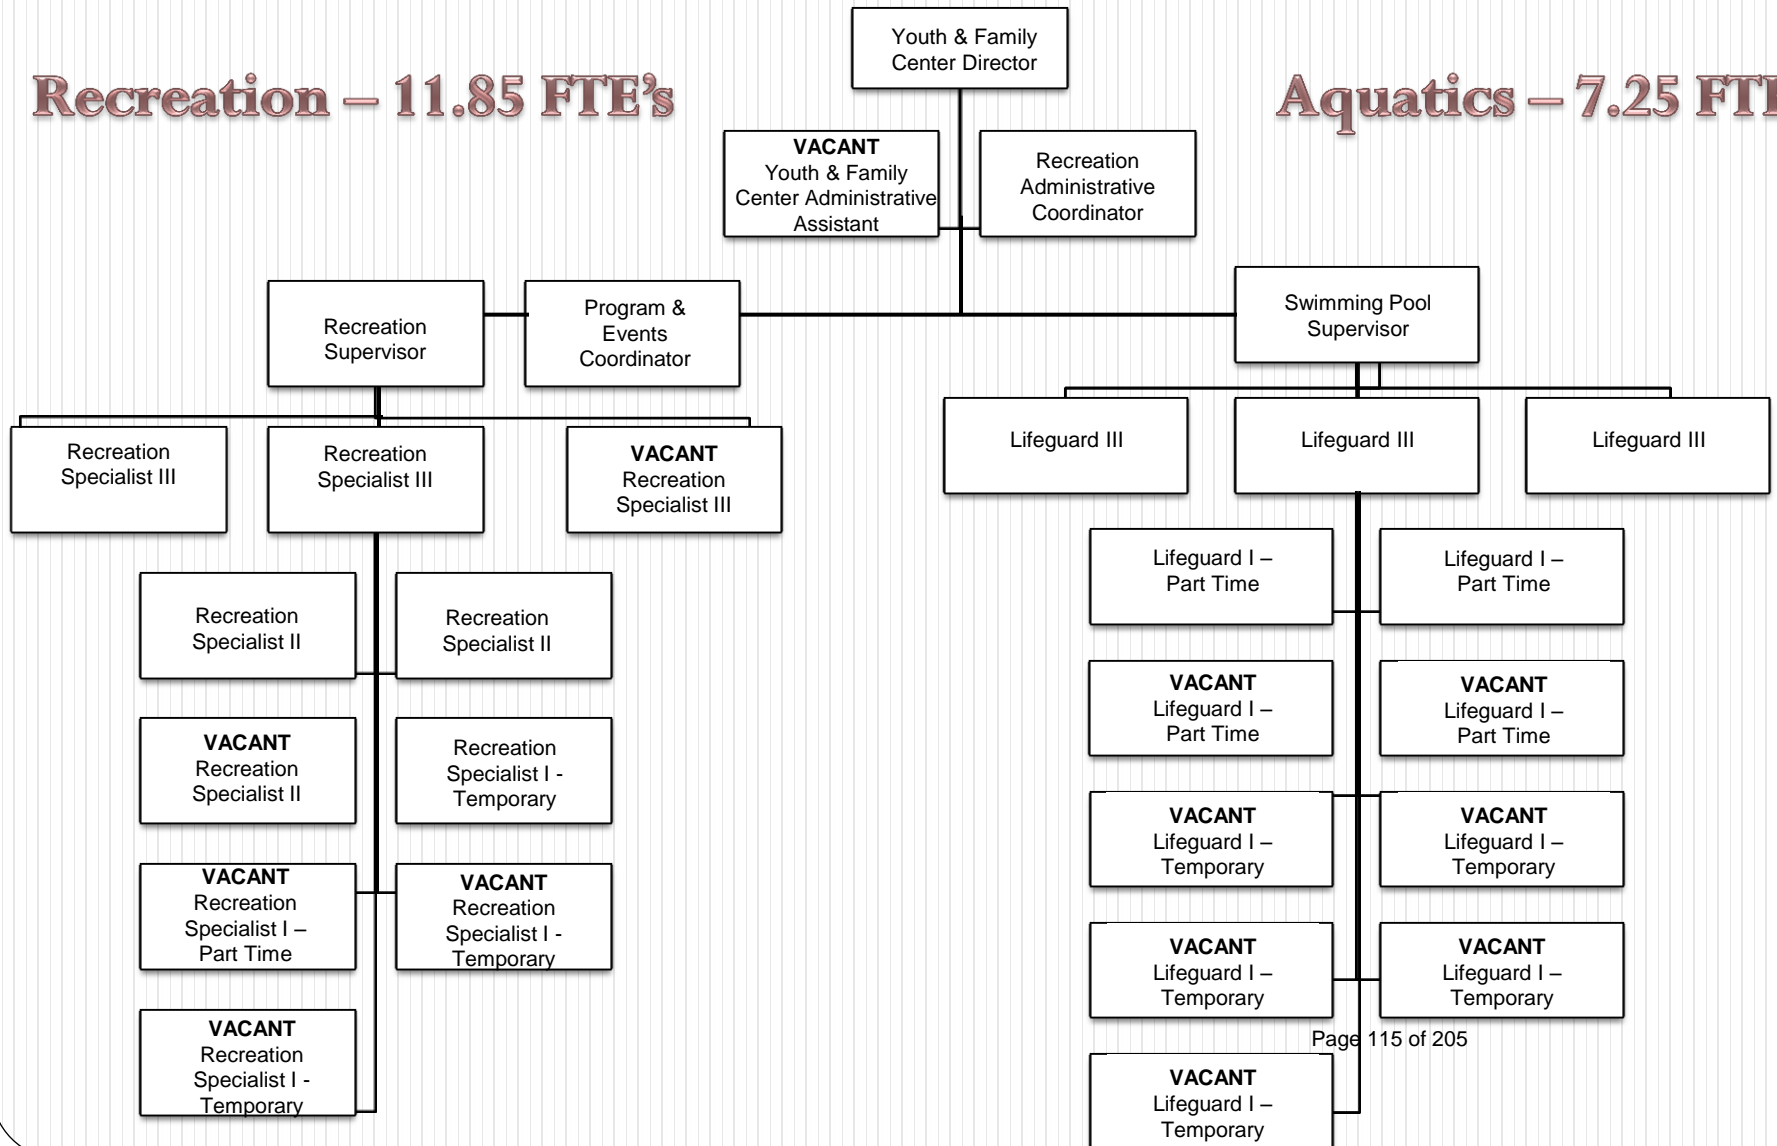 Youth & Family
Center Director
Recreation – 11.85 FTE's
Aquatics – 7.25 FTE
VACANT
Youth & Family
Center Administrative
Assistant
Recreation
Administrative
Coordinator
Recreation
Supervisor
Program &
Events
Coordinator
Swimming Pool
Supervisor
Recreation
Specialist III
Recreation
Specialist III
VACANT
Recreation
Specialist III
Lifeguard III
Lifeguard III
Lifeguard III
Recreation
Specialist II
Recreation
Specialist II
Lifeguard I –
Part Time
Lifeguard I –
Part Time
VACANT
Recreation
Specialist II
Recreation
Specialist I -
Temporary
VACANT
Lifeguard I –
Part Time
VACANT
Lifeguard I –
Part Time
VACANT
Lifeguard I –
Temporary
VACANT
Lifeguard I –
Temporary
VACANT
Recreation
Specialist I –
Part Time
VACANT
Recreation
Specialist I -
Temporary
VACANT
Lifeguard I –
Temporary
VACANT
Lifeguard I –
Temporary
VACANT
Recreation
Specialist I -
Temporary
Page 115 of 205
VACANT
Lifeguard I –
Temporary